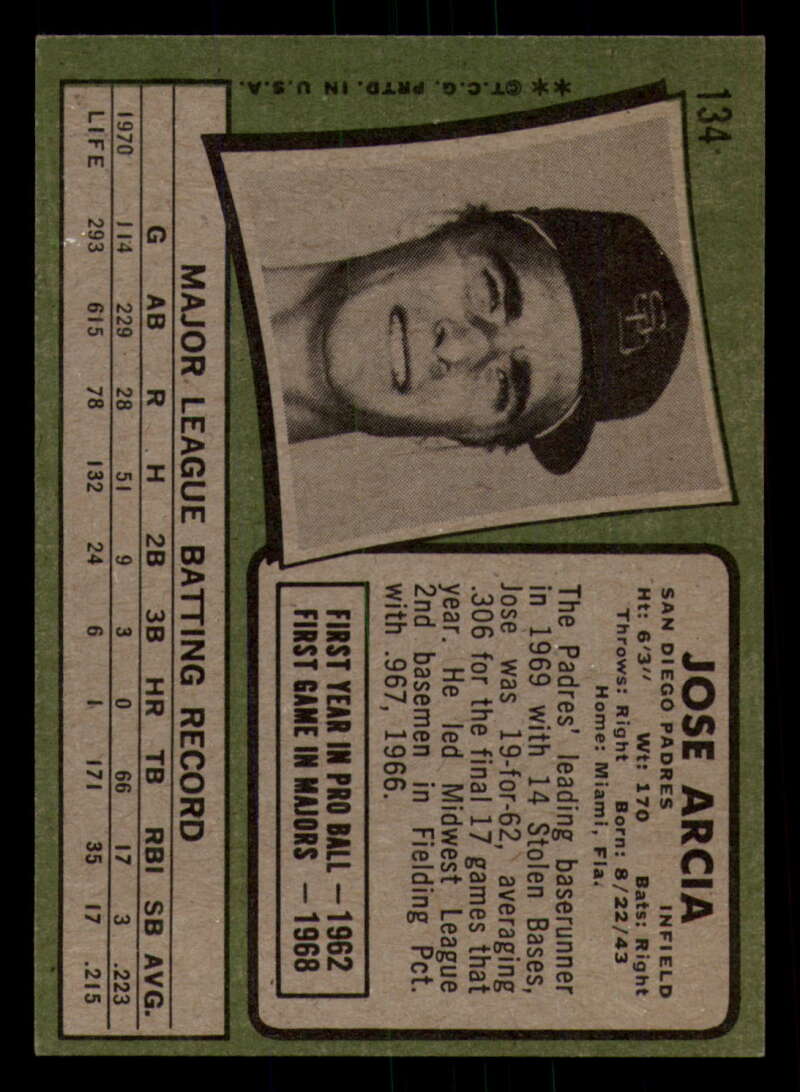 134
JOSE ARCIA
SAN DIEGO PADRES INFIELD
Ht: 6'3" Wt: 170 Bats: Right
Throws: Right Born: 8/22/43
Home: Miami, Fla.
The Padres' leading baserunner
in 1969 with 14 Stolen Bases,
Jose was 19-for-62, averaging
.306 for the final 17 games that
year. He led Midwest League
2nd basemen in Fielding Pct.
with .967, 1966.
FIRST YEAR IN PRO BALL — 1962
FIRST GAME IN MAJORS — 1968
SD
MAJOR LEAGUE BATTING RECORD
G AB R H 2B 3B HR TB RBI SB AVG.
1970 114 229 28 51 9 3 0 66 17 3 .223
LIFE 293 615 78 132 24 6 1 171 35 17 .215
**©T.C.G. PRTD. IN U.S.A.